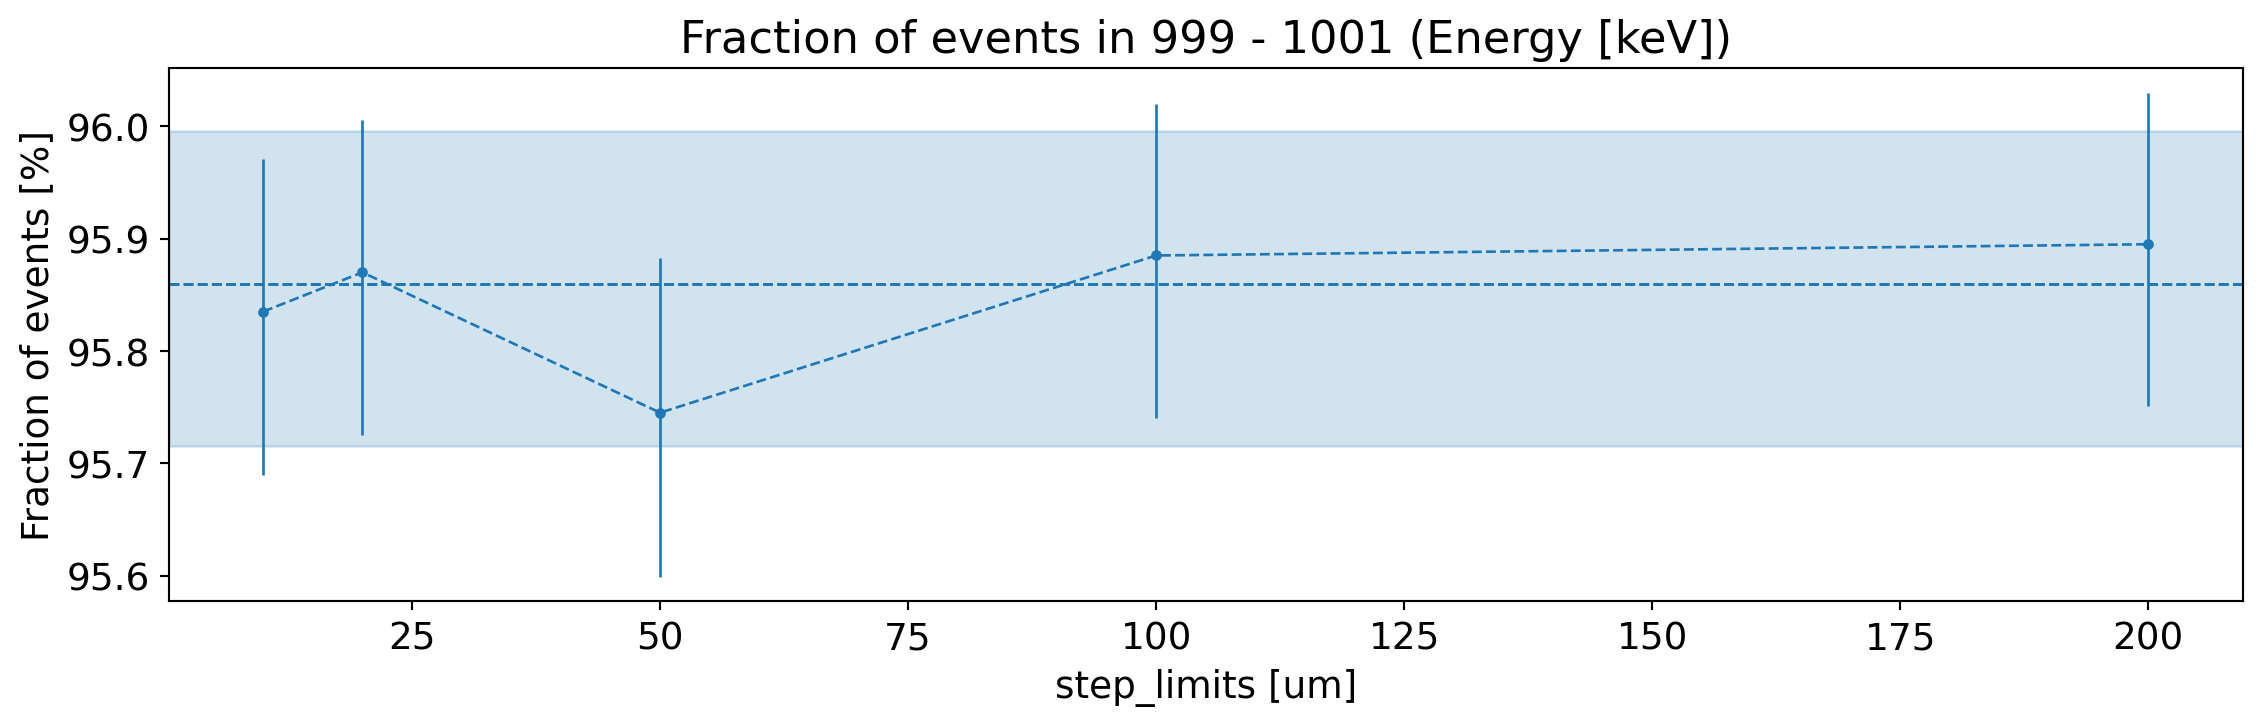 Fraction of events in 999 - 1001 (Energy [keV])
Fraction of events [%]
96.0
95.9
95.8
95.7
95.6
25 50 75 100 125 150 175 200
step_limits [um]